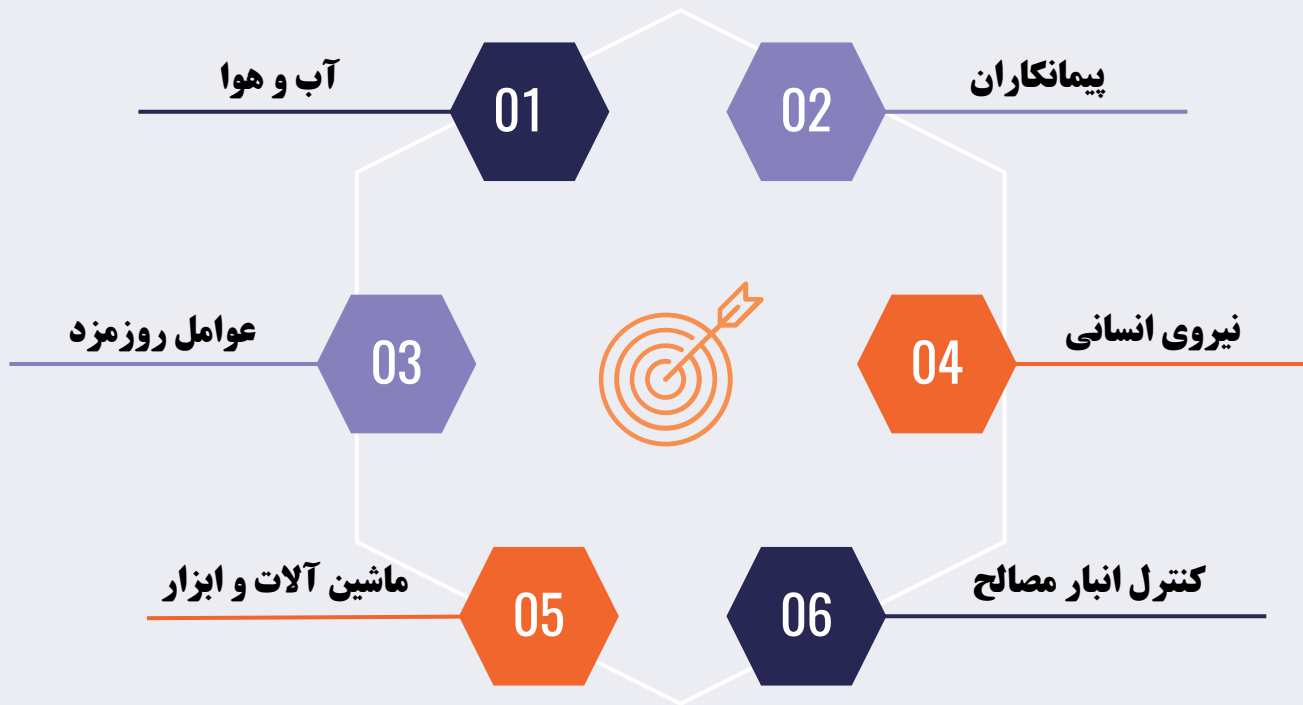 01
آب و هوا
02
پیمانکاران
03
عوامل روزمزد
04
نیروی انسانی
05
ماشین آلات و ابزار
06
کنترل انبار مصالح